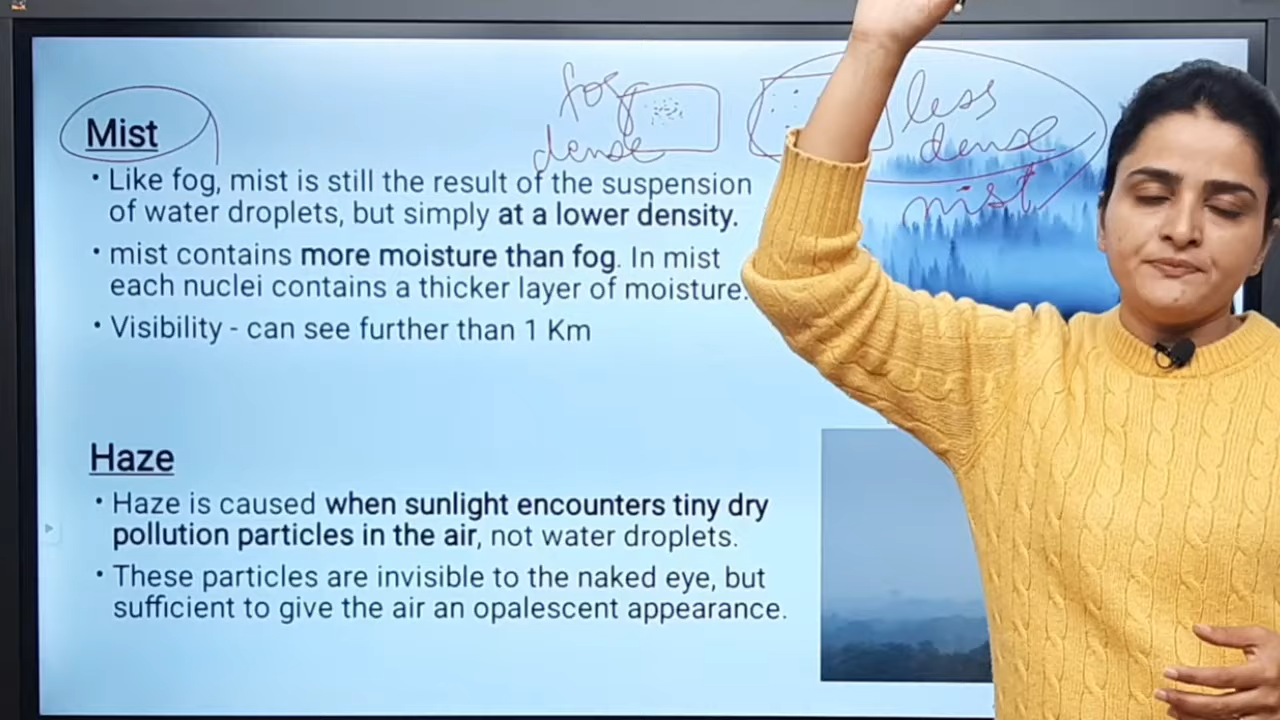 fog
dense
less
dense
mist
Mist
• Like fog, mist is still the result of the suspension
of water droplets, but simply at a lower density.
• mist contains more moisture than fog. In mist
each nuclei contains a thicker layer of moisture.
• Visibility - can see further than 1 Km
Haze
• Haze is caused when sunlight encounters tiny dry
pollution particles in the air, not water droplets.
• These particles are invisible to the naked eye, but
sufficient to give the air an opalescent appearance.